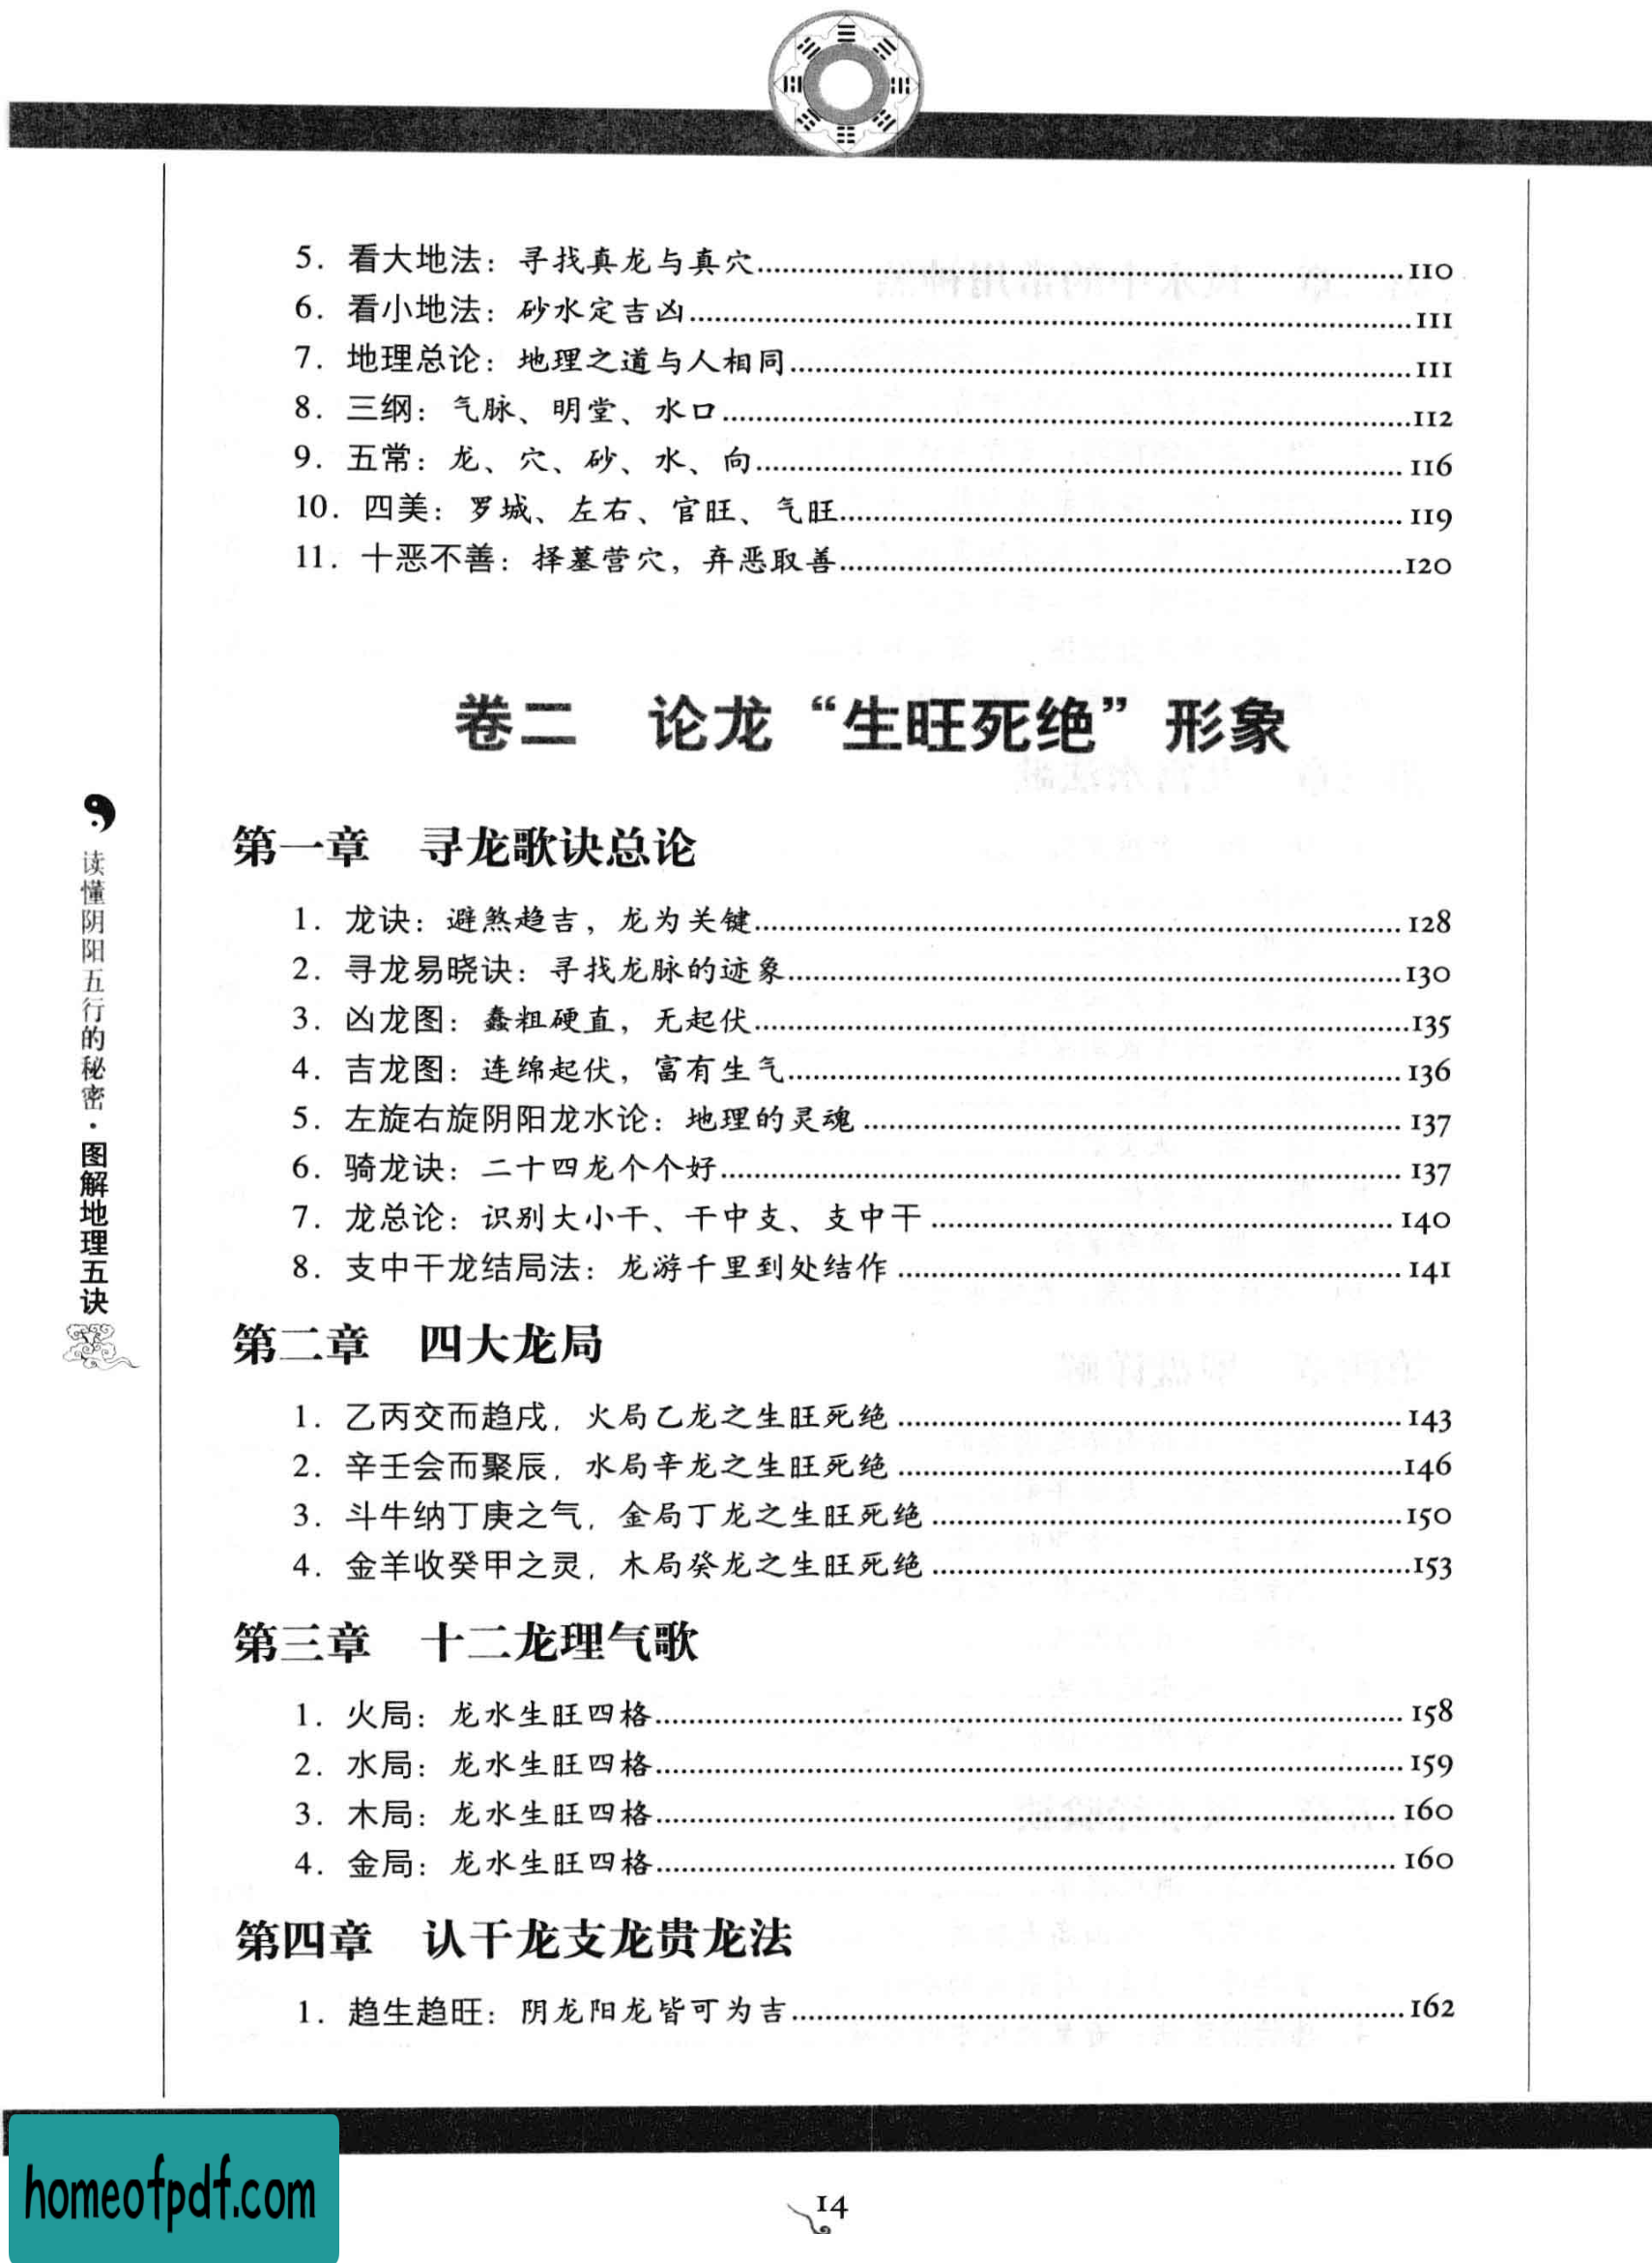 5. 看大地法：寻找真龙与真穴……110
6. 看小地法：砂水定吉凶……111
7. 地理总论：地理之道与人相同……111
8. 三纲：气脉、明堂、水口……112
9. 五常：龙、穴、砂、水、向……116
10. 四美：罗城、左右、官旺、气旺……119
11. 十恶不善：择墓营穴，弃恶取善……120
卷二 论龙“生旺死绝”形象
第一章 寻龙歌诀总论
1. 龙诀：避煞趋吉，龙为关键……128
2. 寻龙易晓诀：寻找龙脉的迹象……130
3. 凶龙图：蠢粗硬直，无起伏……135
4. 吉龙图：连绵起伏，富有生气……136
5. 左旋右旋阴阳龙水论：地理的灵魂……137
6. 骑龙诀：二十四龙个个好……137
7. 龙总论：识别大小干、干中支、支中干……140
8. 支中干龙结局法：龙游千里到处结作……141
第二章 四大龙局
1. 乙丙交而趋戌，火局乙龙之生旺死绝……143
2. 辛壬会而聚辰，水局辛龙之生旺死绝……146
3. 斗牛纳丁庚之气，金局丁龙之生旺死绝……150
4. 金羊收癸甲之灵，木局癸龙之生旺死绝……153
第三章 十二龙理气歌
1. 火局：龙水生旺四格……158
2. 水局：龙水生旺四格……159
3. 木局：龙水生旺四格……160
4. 金局：龙水生旺四格……160
第四章 认干龙支龙贵龙法
1. 趋生趋旺：阴龙阳龙皆可为吉……162
读懂阴阳五行的秘密·图解地理五诀
14
homeofpdf.com